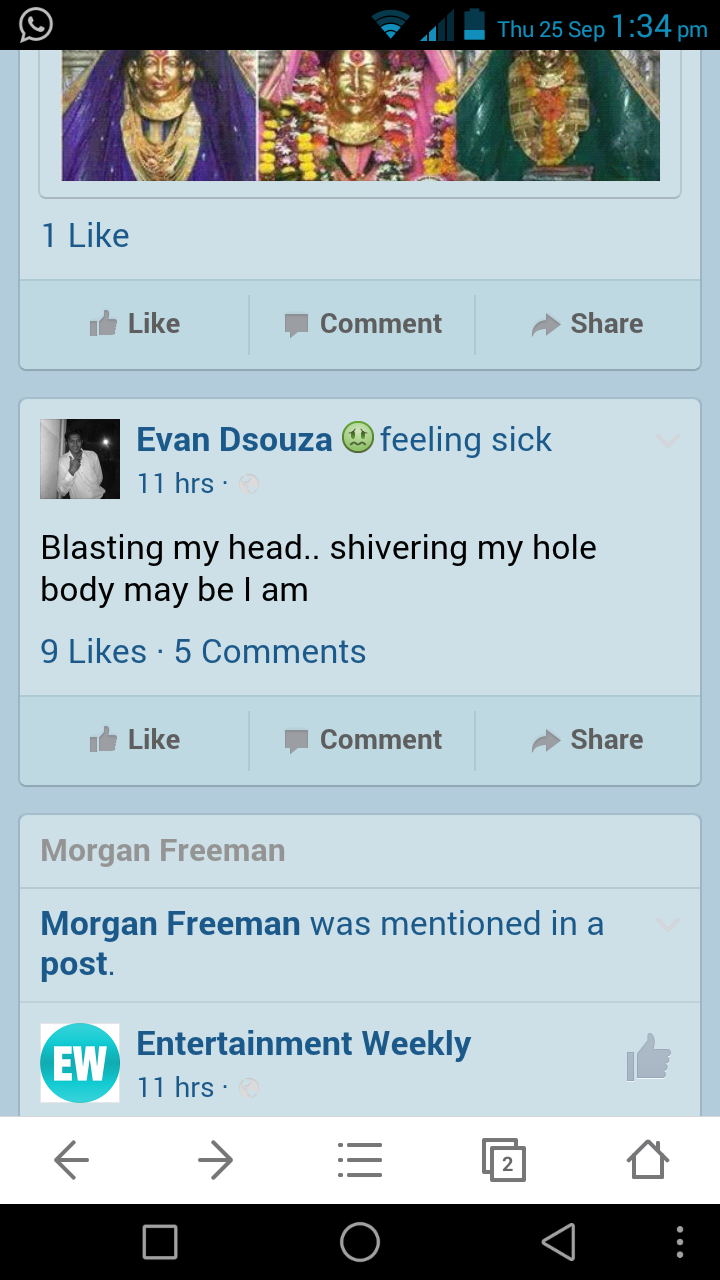 Thu 25 Sep 1:34 pm
1 Like
Like Comment Share
Evan Dsouza feeling sick
11 hrs ·
Blasting my head.. shivering my hole
body may be I am
9 Likes · 5 Comments
Like Comment Share
Morgan Freeman
Morgan Freeman was mentioned in a
post.
EW Entertainment Weekly
11 hrs ·
2